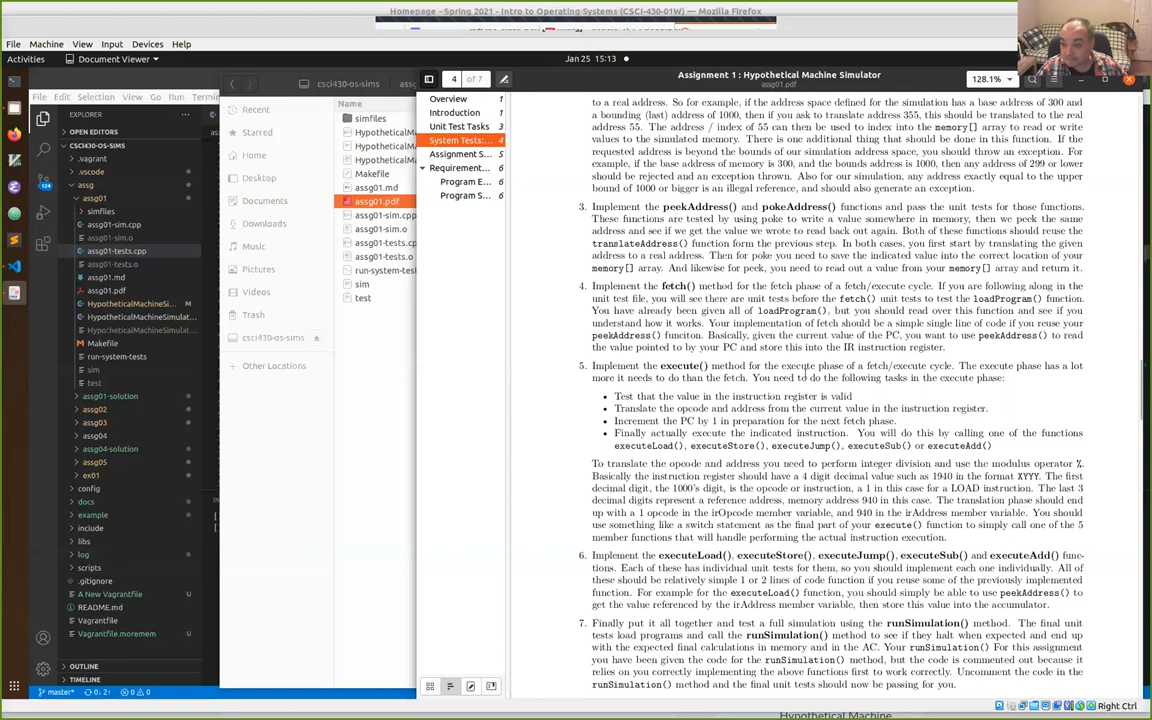 Homepage - Spring 2021 - Intro to Operating Systems (CSCI-430-01W) — Mozilla Firefox
File Machine View Input Devices Help
Activities Document Viewer Jan 25 15:13
File Edit Selection View Go Run Termin
EXPLORER
OPEN EDITORS
CSCI430-OS-SIMS
.vagrant
.vscode
assg
assg01
simfiles
assg01-sim.cpp
assg01-sim.o
assg01-tests.cpp
assg01-tests.o
assg01.md
assg01.pdf
HypotheticalMachineSi... M
HypotheticalMachineSimulat...
HypotheticalMachineSimulat...
Makefile
run-system-tests
sim
test
assg01-solution
assg02
assg03
assg04
assg04-solution
assg05
ex01
config
docs
example
include
libs
log
scripts
.gitignore
A New Vagrantfile
README.md
Vagrantfile
Vagrantfile.moremem
OUTLINE
TIMELINE
master* 0↓ 2↑ 0 0
csci430-os-sims assg
Recent
Starred
Home
Desktop
Documents
Downloads
Music
Pictures
Videos
Trash
csci430-os-sims
Other Locations
Name
simfiles
Hypothetical
Hypothetical
Hypothetical
Makefile
assg01.md
assg01.pdf
assg01-sim.cpp
assg01-sim.o
assg01-tests.c
assg01-tests.o
run-system-test
sim
test
4 of 7
Assignment 1 : Hypothetical Machine Simulator
assg01.pdf
128.1%
Overview 1
Introduction 1
Unit Test Tasks 3
System Tests:... 4
Assignment S... 5
Requirement... 6
Program E... 6
Program S... 6
to a real address. So for example, if the address space defined for the simulation has a base address of 300 and
a bounding (last) address of 1000, then if you ask to translate address 355, this should be translated to the real
address 55. The address / index of 55 can then be used to index into the memory[] array to read or write
values to the simulated memory. There is one additional thing that should be done in this function. If the
requested address is beyond the bounds of our simulation address space, you should throw an exception. For
example, if the base address of memory is 300, and the bounds address is 1000, then any address of 299 or lower
should be rejected and an exception thrown. Also for our simulation, any address exactly equal to the upper
bound of 1000 or bigger is an illegal reference, and should also generate an exception.
3. Implement the peekAddress() and pokeAddress() functions and pass the unit tests for those functions.
These functions are tested by using poke to write a value somewhere in memory, then we peek the same
address and see if we get the value we wrote to read back out again. Both of these functions should reuse the
translateAddress() function form the previous step. In both cases, you first start by translating the given
address to a real address. Then for poke you need to save the indicated value into the correct location of your
memory[] array. And likewise for peek, you need to read out a value from your memory[] array and return it.
4. Implement the fetch() method for the fetch phase of a fetch/execute cycle. If you are following along in the
unit test file, you will see there are unit tests before the fetch() unit tests to test the loadProgram() function.
You have already been given all of loadProgram(), but you should read over this function and see if you
understand how it works. Your implementation of fetch should be a simple single line of code if you reuse your
peekAddress() funciton. Basically, given the current value of the PC, you want to use peekAddress() to read
the value pointed to by your PC and store this into the IR instruction register.
5. Implement the execute() method for the execute phase of a fetch/execute cycle. The execute phase has a lot
more it needs to do than the fetch. You need to do the following tasks in the execute phase:
• Test that the value in the instruction register is valid
• Translate the opcode and address from the current value in the instruction register.
• Increment the PC by 1 in preparation for the next fetch phase.
• Finally actually execute the indicated instruction. You will do this by calling one of the functions
executeLoad(), executeStore(), executeJump(), executeSub() or executeAdd()
To translate the opcode and address you need to perform integer division and use the modulus operator %.
Basically the instruction register should have a 4 digit decimal value such as 1940 in the format XYYY. The first
decimal digit, the 1000's digit, is the opcode or instruction, a 1 in this case for a LOAD instruction. The last 3
decimal digits represent a reference address, memory address 940 in this case. The translation phase should end
up with a 1 opcode in the irOpcode member variable, and 940 in the irAddress member variable. You should
use something like a switch statement as the final part of your execute() function to simply call one of the 5
member functions that will handle performing the actual instruction execution.
6. Implement the executeLoad(), executeStore(), executeJump(), executeSub() and executeAdd() func-
tions. Each of these has individual unit tests for them, so you should implement each one individually. All of
these should be relatively simple 1 or 2 lines of code function if you reuse some of the previously implemented
function. For example for the executeLoad() function, you should simply be able to use peekAddress() to
get the value referenced by the irAddress member variable, then store this value into the accumulator.
7. Finally put it all together and test a full simulation using the runSimulation() method. The final unit
tests load programs and call the runSimulation() method to see if they halt when expected and end up
with the expected final calculations in memory and in the AC. Your runSimulation() For this assignment
you have been given the code for the runSimulation() method, but the code is commented out because it
relies on you correctly implementing the above functions first to work correctly. Uncomment the code in the
runSimulation() method and the final unit tests should now be passing for you.
Right Ctrl
Hypothetical Machine